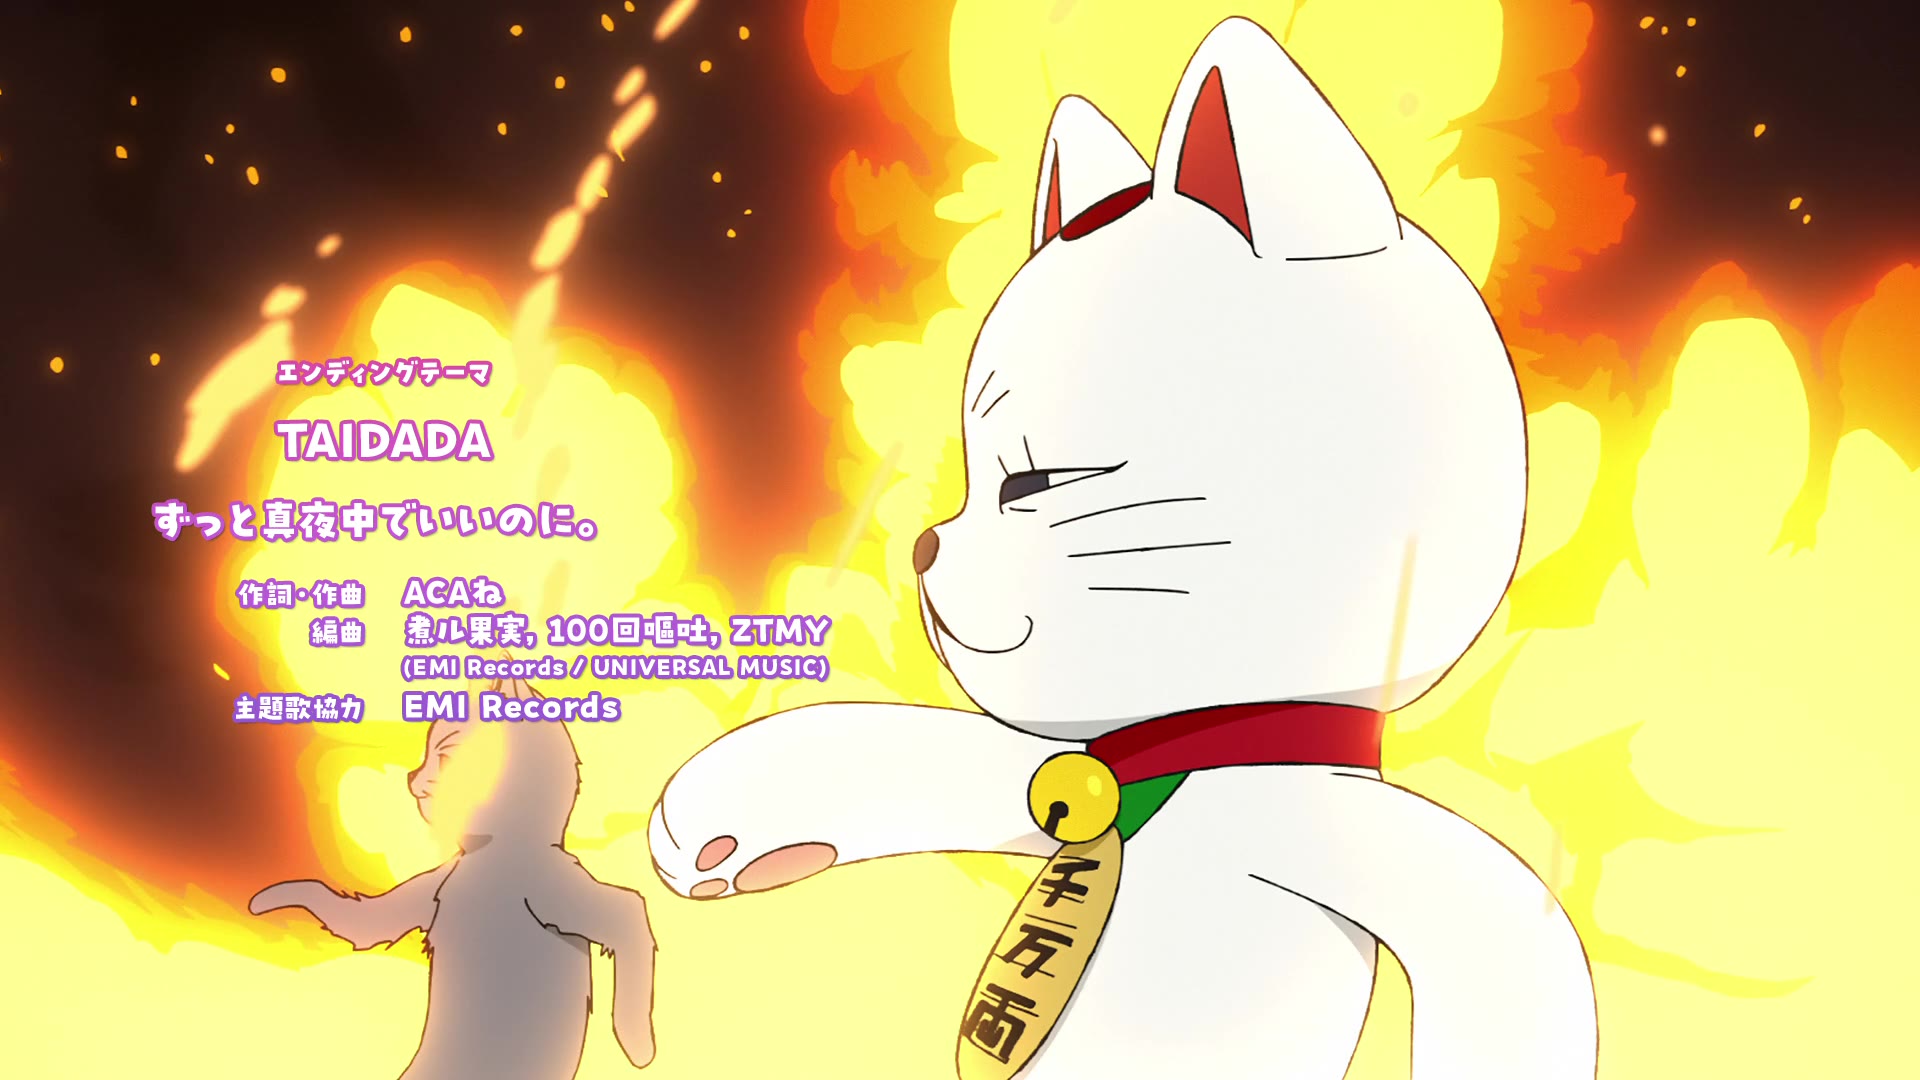 エンディングテーマ
TAIDADA
ずっと真夜中でいいのに。
作詞・作曲 ACAね
編曲 煮ル果実, 100回嘔吐, ZTMY
(EMI Records / UNIVERSAL MUSIC)
主題歌協力 EMI Records
千万両